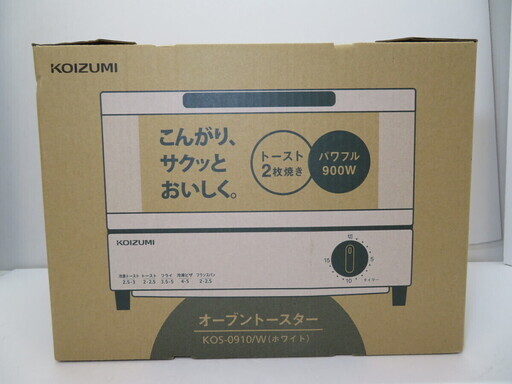 KOIZUMI
こんがり、
サクッと
おいしく。
トースト
2枚焼き
パワフル
900W
KOIZUMI
冷凍トースト トースト フライ 冷凍ピザ フランスパン
2.5-3 2-2.5 3.5-5 4-5 2-2.5
15 5
10
タイマー
オーブントースター
KOS-0910/W(ホワイト)